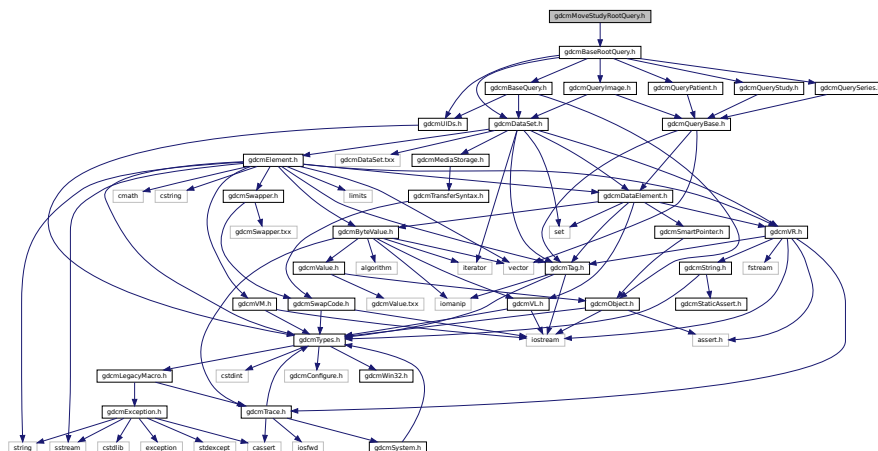 gdcmMoveStudyRootQuery.h
gdcmBaseRootQuery.h
gdcmBaseQuery.h
gdcmQueryImage.h
gdcmQueryPatient.h
gdcmQueryStudy.h
gdcmQuerySeries.h
gdcmUIDs.h
gdcmDataSet.h
gdcmQueryBase.h
gdcmElement.h
gdcmDataSet.txx
gdcmMediaStorage.h
cmath
cstring
gdcmSwapper.h
limits
gdcmTransferSyntax.h
gdcmDataElement.h
gdcmSwapper.txx
gdcmByteValue.h
set
gdcmSmartPointer.h
gdcmVR.h
gdcmValue.h
algorithm
iterator
vector
gdcmTag.h
gdcmString.h
fstream
gdcmVM.h
gdcmSwapCode.h
gdcmValue.txx
iomanip
gdcmVL.h
gdcmObject.h
gdcmStaticAssert.h
gdcmTypes.h
iostream
assert.h
gdcmLegacyMacro.h
cstdint
gdcmConfigure.h
gdcmWin32.h
gdcmException.h
gdcmTrace.h
string
sstream
cstdlib
exception
stdexcept
cassert
iosfwd
gdcmSystem.h